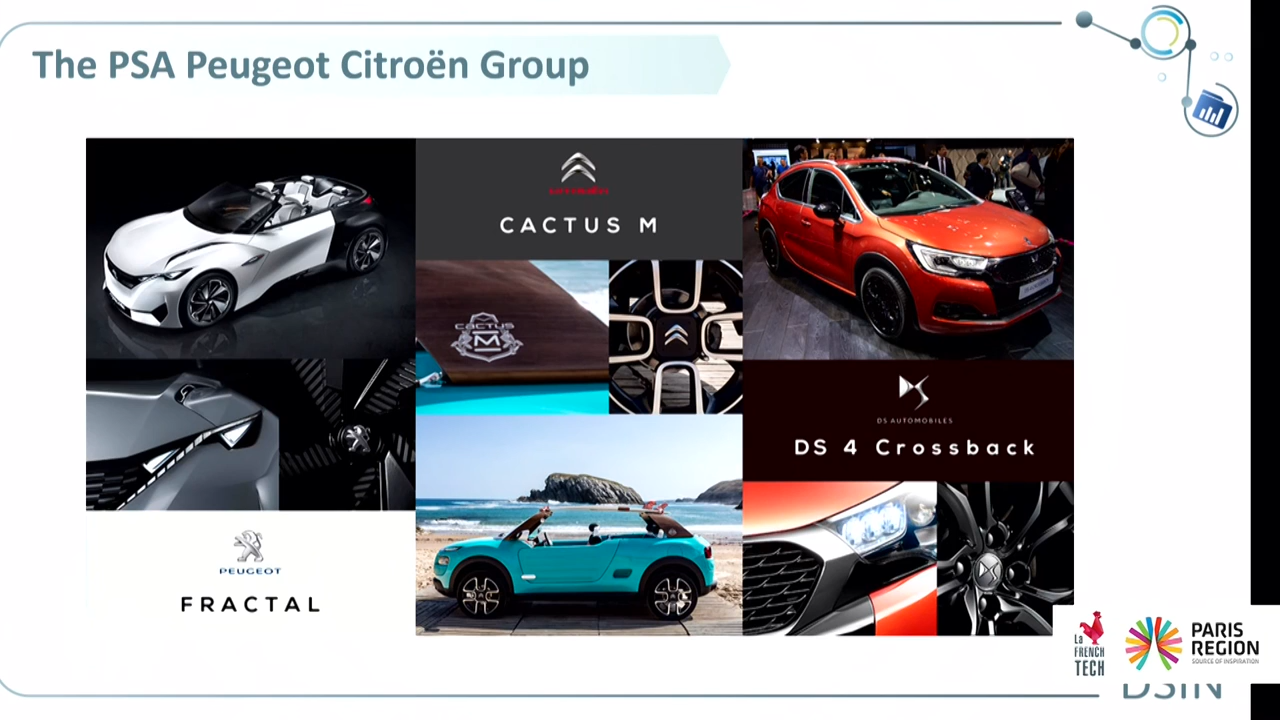 The PSA Peugeot Citroën Group
CACTUS M
CACTUS
M
DS AUTOMOBILES
DS 4 Crossback
PEUGEOT
FRACTAL
La
FRENCH
TECH
PARIS
REGION
SOURCE OF INSPIRATION